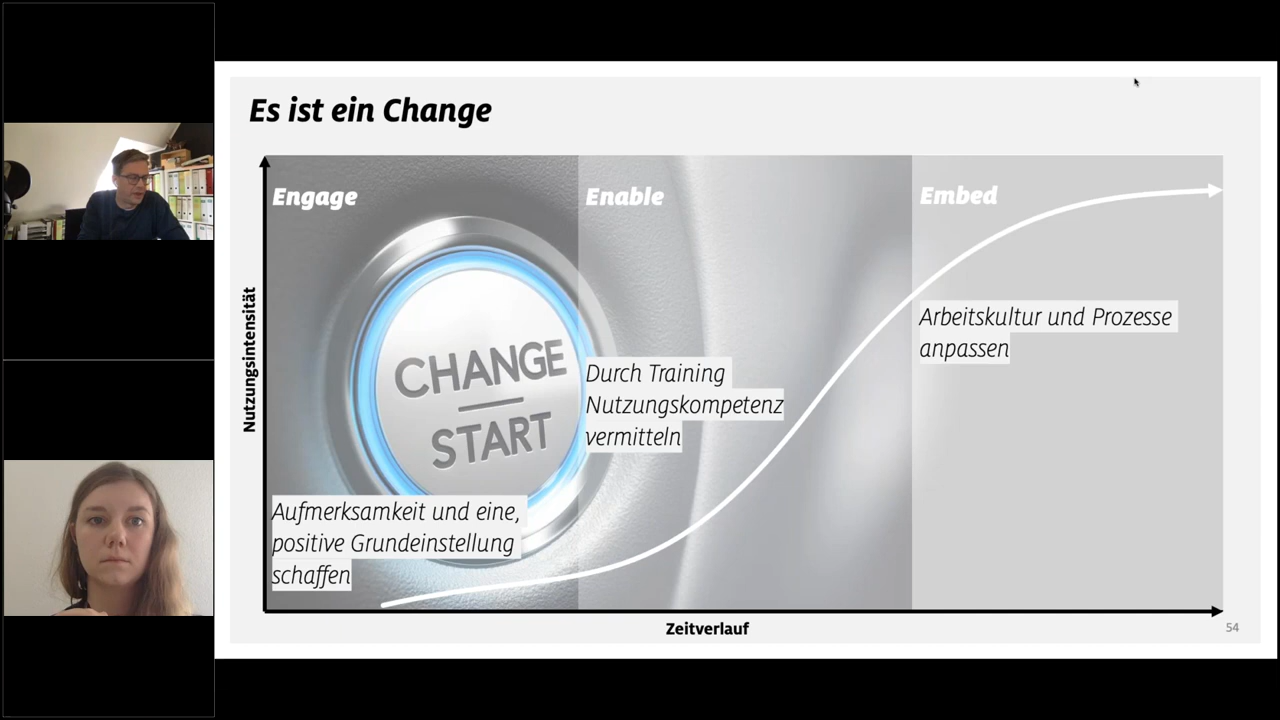 Es ist ein Change
Engage
Enable
Embed
Nutzungsintensität
CHANGE
START
Arbeitskultur und Prozesse
anpassen
Durch Training
Nutzungskompetenz
vermitteln
Aufmerksamkeit und eine,
positive Grundeinstellung
schaffen
Zeitverlauf
54